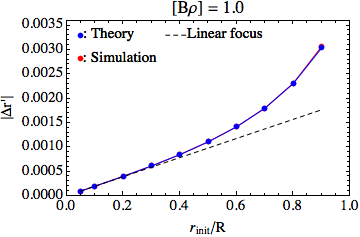 [Bρ] = 1.0
: Theory
Linear focus
: Simulation
|Δr'|
0.0035
0.0030
0.0025
0.0020
0.0015
0.0010
0.0005
0.0000
0.0 0.2 0.4 0.6 0.8 1.0
r_init/R